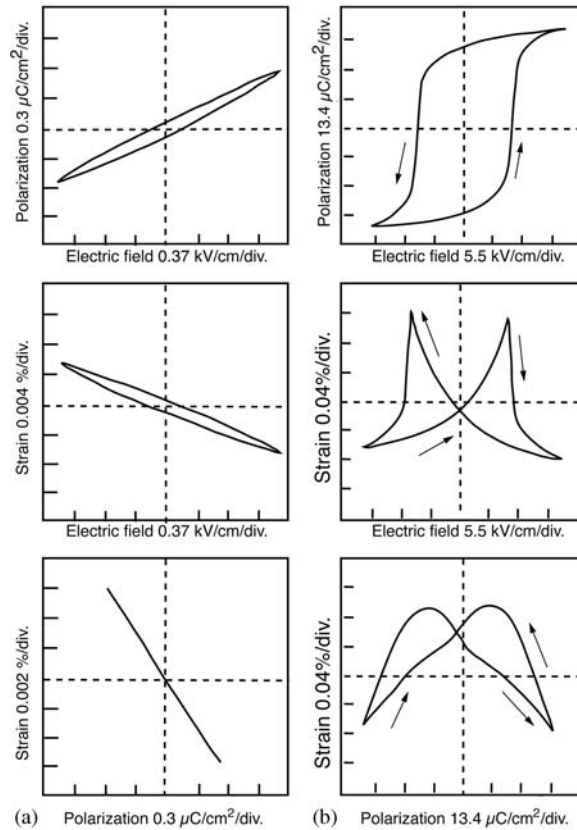 Polarization 0.3 μC/cm²/div.
Electric field 0.37 kV/cm/div.
Polarization 13.4 μC/cm²/div.
Electric field 5.5 kV/cm/div.
Strain 0.004 %/div.
Electric field 0.37 kV/cm/div.
Strain 0.04%/div.
Electric field 5.5 kV/cm/div.
Strain 0.002 %/div.
(a) Polarization 0.3 μC/cm²/div.
Strain 0.04%/div.
(b) Polarization 13.4 μC/cm²/div.